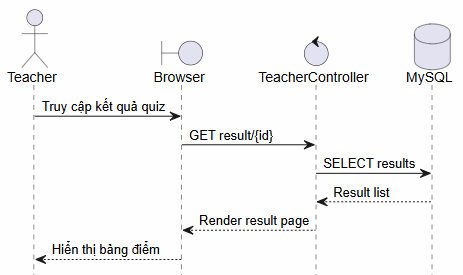 Teacher
Browser
TeacherController
MySQL
Truy cập kết quả quiz
GET result/{id}
SELECT results
Result list
Render result page
Hiển thị bảng điểm